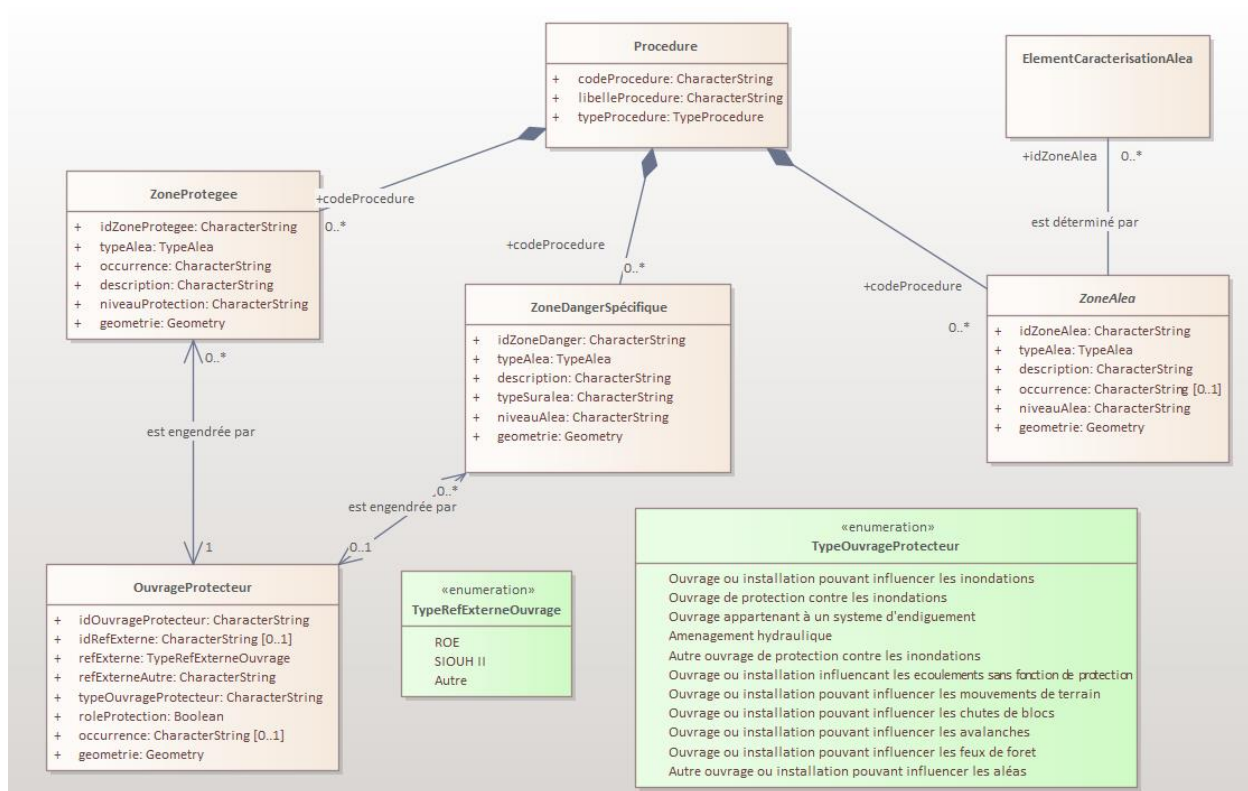 Procedure
+ codeProcedure: CharacterString
+ libelleProcedure: CharacterString
+ typeProcedure: TypeProcedure
ElementCaracterisationAlea
+idZoneAlea 0..*
est déterminé par
ZoneProtegee
+ idZoneProtegee: CharacterString
+ typeAlea: TypeAlea
+ occurrence: CharacterString
+ description: CharacterString
+ niveauProtection: CharacterString
+ geometrie: Geometry
+codeProcedure
0..*
+codeProcedure
0..*
+codeProcedure
0..*
ZoneDangerSpécifique
+ idZoneDanger: CharacterString
+ typeAlea: TypeAlea
+ description: CharacterString
+ typeSuralea: CharacterString
+ niveauAlea: CharacterString
+ geometrie: Geometry
ZoneAlea
+ idZoneAlea: CharacterString
+ typeAlea: TypeAlea
+ description: CharacterString
+ occurrence: CharacterString [0..1]
+ niveauAlea: CharacterString
+ geometrie: Geometry
0..*
est engendrée par
1
0..*
est engendrée par
0..1
OuvrageProtecteur
+ idOuvrageProtecteur: CharacterString
+ idRefExterne: CharacterString [0..1]
+ refExterne: TypeRefExterneOuvrage
+ refExterneAutre: CharacterString
+ typeOuvrageProtecteur: CharacterString
+ roleProtection: Boolean
+ occurrence: CharacterString [0..1]
+ geometrie: Geometry
«enumeration»
TypeRefExterneOuvrage
ROE
SIOUH II
Autre
«enumeration»
TypeOuvrageProtecteur
Ouvrage ou installation pouvant influencer les inondations
Ouvrage de protection contre les inondations
Ouvrage appartenant à un systeme d'endiguement
Amenagement hydraulique
Autre ouvrage de protection contre les inondations
Ouvrage ou installation influencant les ecoulements sans fonction de protection
Ouvrage ou installation pouvant influencer les mouvements de terrain
Ouvrage ou installation pouvant influencer les chutes de blocs
Ouvrage ou installation pouvant influencer les avalanches
Ouvrage ou installation pouvant influencer les feux de foret
Autre ouvrage ou installation pouvant influencer les aléas